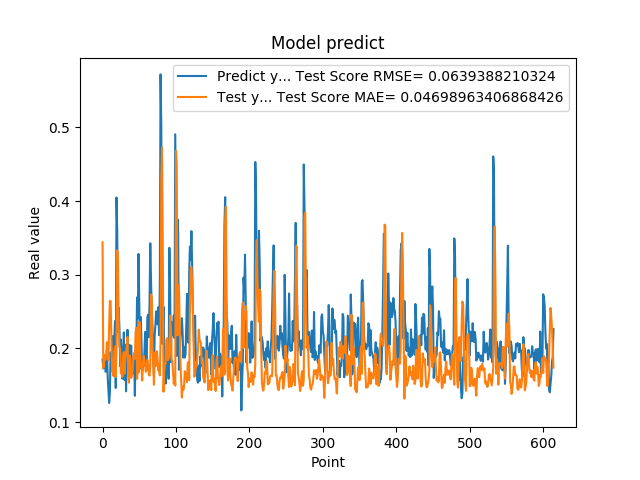 Model predict
Predict y... Test Score RMSE= 0.0639388210324
Test y... Test Score MAE= 0.04698963406868426
Real value
0.5
0.4
0.3
0.2
0.1
0 100 200 300 400 500 600
Point